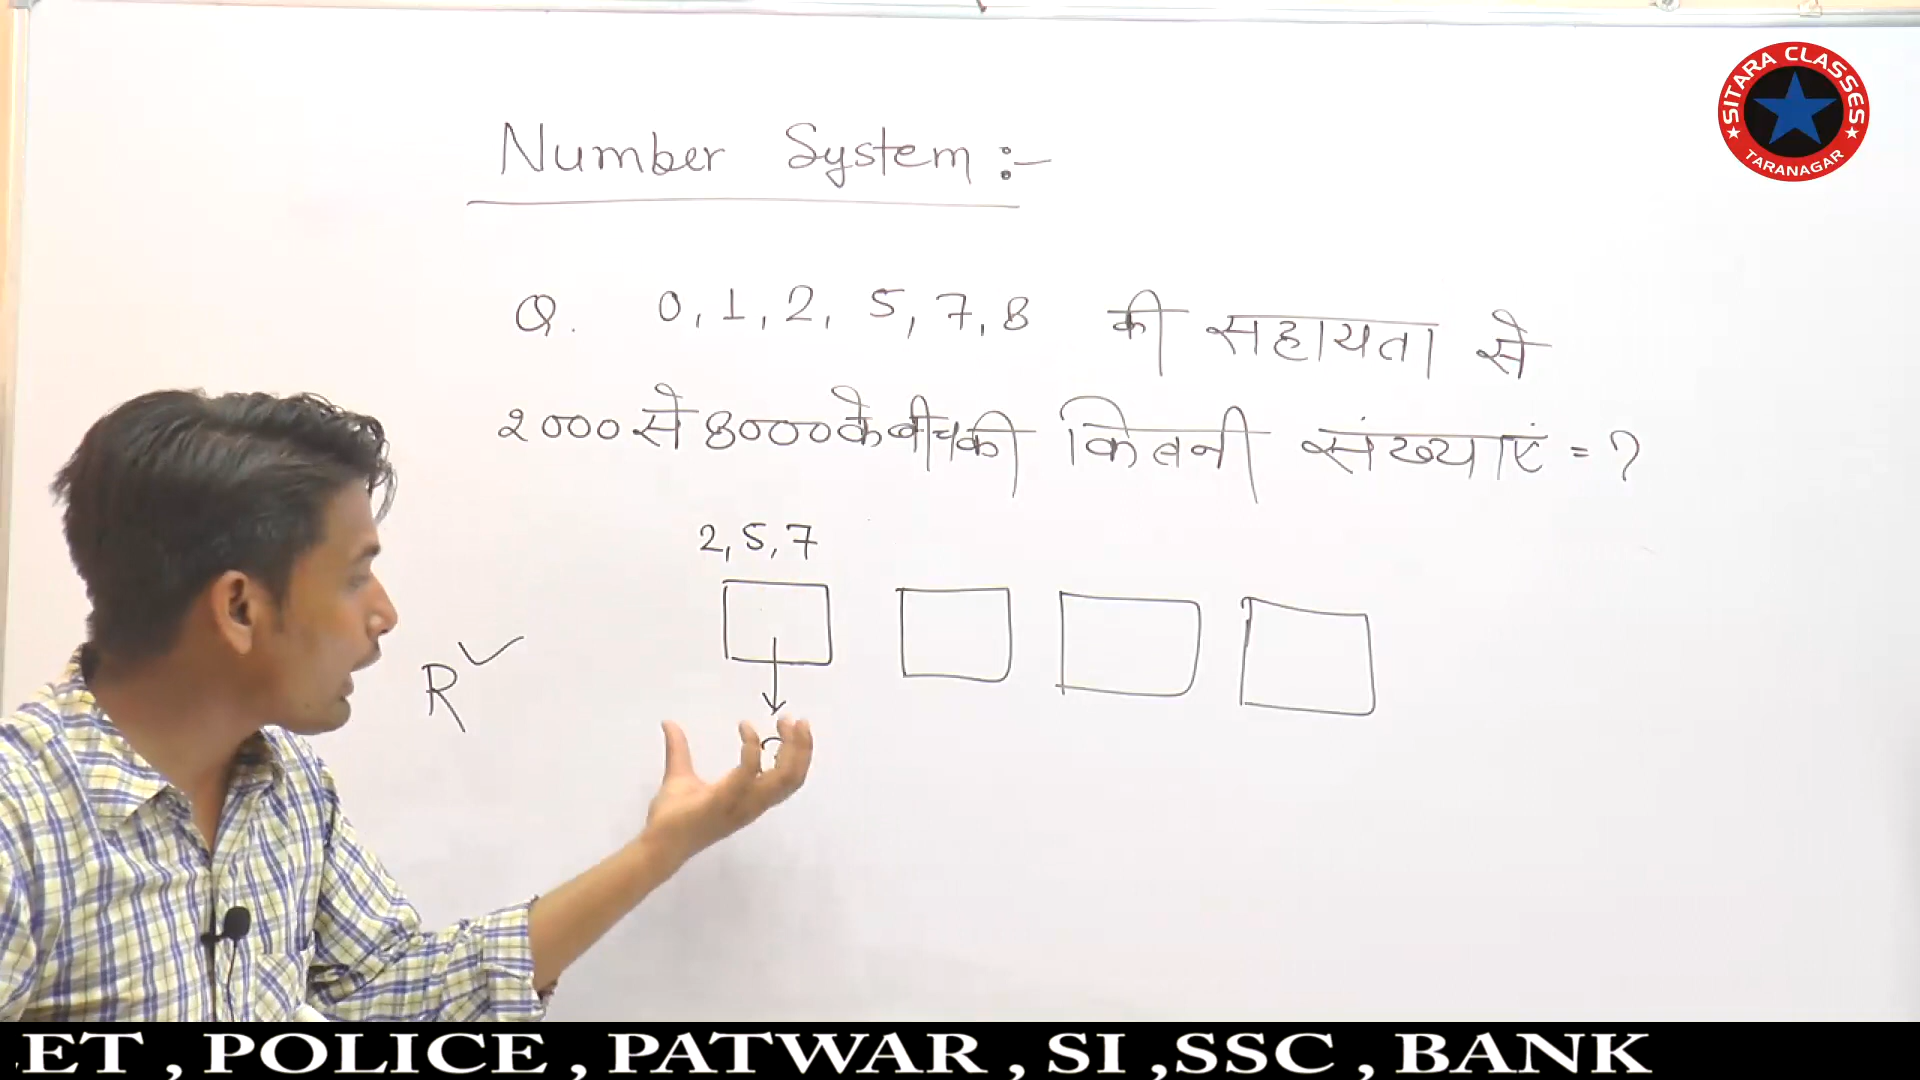 SITARA CLASSES
TARANAGAR
Number System :-
Q. 0, 1, 2, 5, 7, 8 की सहायता से
2000 से 8000 के बीच की कितनी संख्याएं = ?
2, 5, 7
R
ET , POLICE , PATWAR , SI ,SSC , BANK